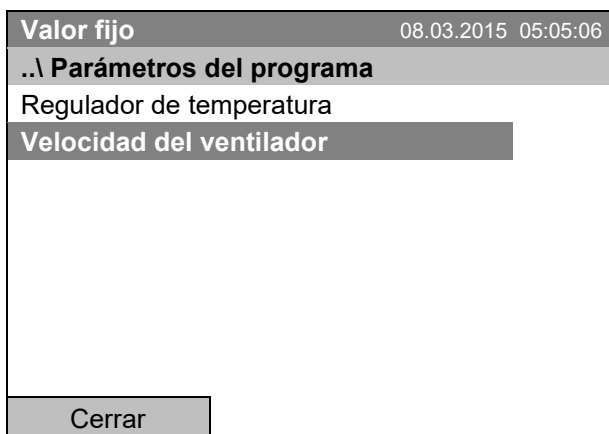 Valor fijo 08.03.2015 05:05:06
..\ Parámetros del programa
Regulador de temperatura
Velocidad del ventilador
Cerrar